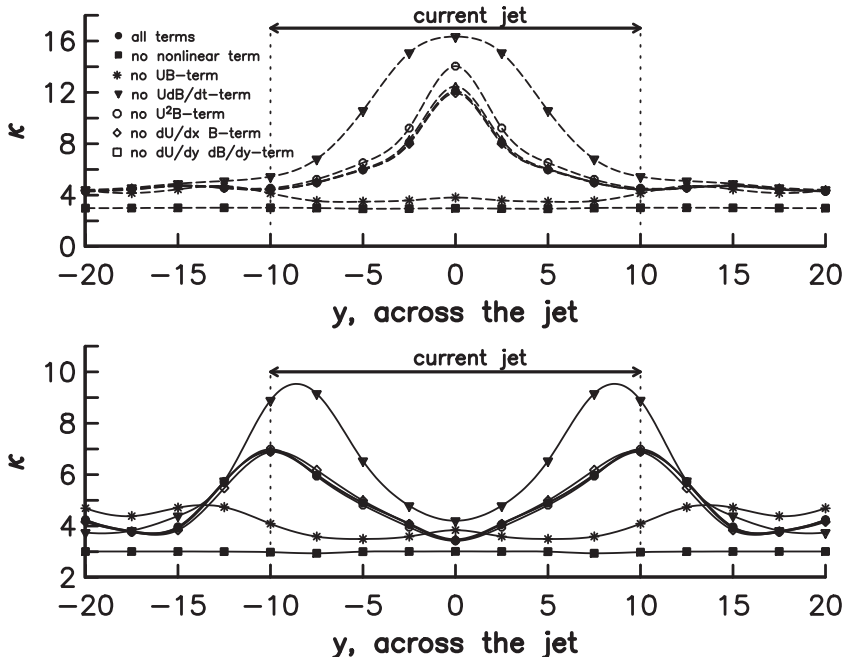 current jet
16
12
8
4
0
κ
all terms
no nonlinear term
no UB-term
no UdB/dt-term
no U²B-term
no dU/dx B-term
no dU/dy dB/dy-term
−20 −15 −10 −5 0 5 10 15 20
y, across the jet
current jet
10
8
6
4
2
κ
−20 −15 −10 −5 0 5 10 15 20
y, across the jet